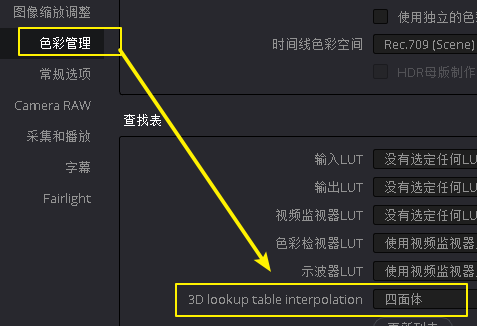 图像缩放调整
色彩管理
常规选项
Camera RAW
采集和播放
字幕
Fairlight
使用独立的色
时间线色彩空间 Rec.709 (Scene)
HDR母版制作
查找表
输入LUT 没有选定任何LU
输出LUT 没有选定任何LU
视频监视器LUT 没有选定任何LU
色彩检视器LUT 使用视频监视器
示波器LUT 使用视频监视器
3D lookup table interpolation 四面体
更新列表